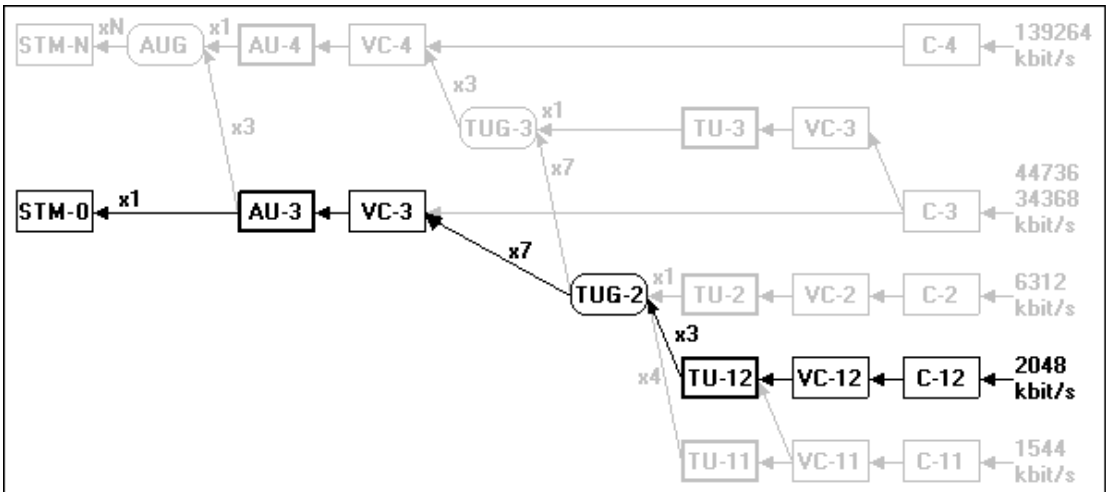 STM-N xN AUG x1 AU-4 VC-4 C-4 139264
kbit/s
x3
TUG-3 x1 TU-3 VC-3
x3
x7
44736
34368
kbit/s
STM-0 x1 AU-3 VC-3 C-3
x7
TUG-2 x1 TU-2 VC-2 C-2 6312
kbit/s
x3
x4 TU-12 VC-12 C-12 2048
kbit/s
TU-11 VC-11 C-11 1544
kbit/s